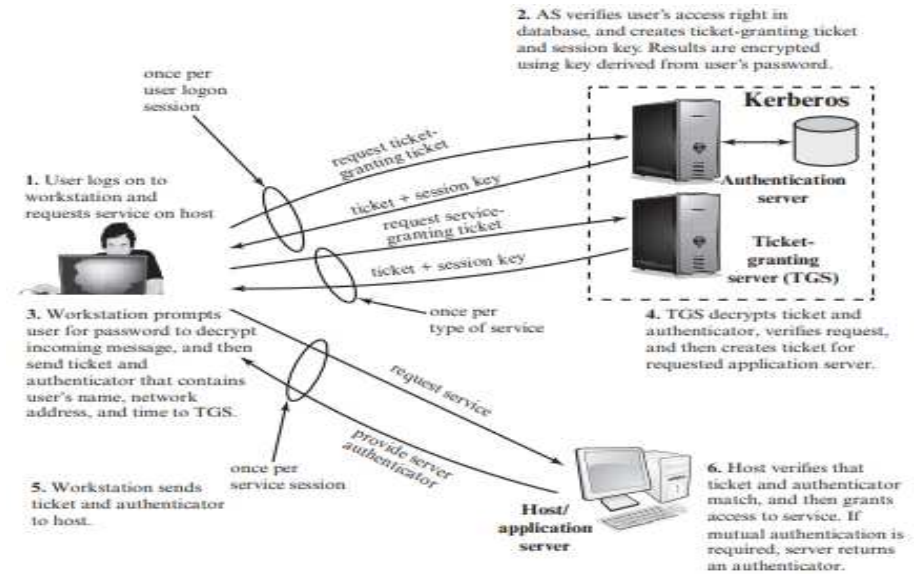 2. AS verifies user's access right in
database, and creates ticket-granting ticket
and session key. Results are encrypted
using key derived from user's password.
once per
user logon
session
Kerberos
request ticket-
granting ticket
1. User logs on to
workstation and
requests service on host
ticket + session key
Authentication
server
request service-
granting ticket
Ticket-
granting
server (TGS)
ticket + session key
once per
type of service
3. Workstation prompts
user for password to decrypt
incoming message, and then
send ticket and
authenticator that contains
user's name, network
address, and time to TGS.
4. TGS decrypts ticket and
authenticator, verifies request,
and then creates ticket for
requested application server.
request service
provide server
authenticator
once per
service session
5. Workstation sends
ticket and authenticator
to host.
Host/
application
server
6. Host verifies that
ticket and authenticator
match, and then grants
access to service. If
mutual authentication is
required, server returns
an authenticator.